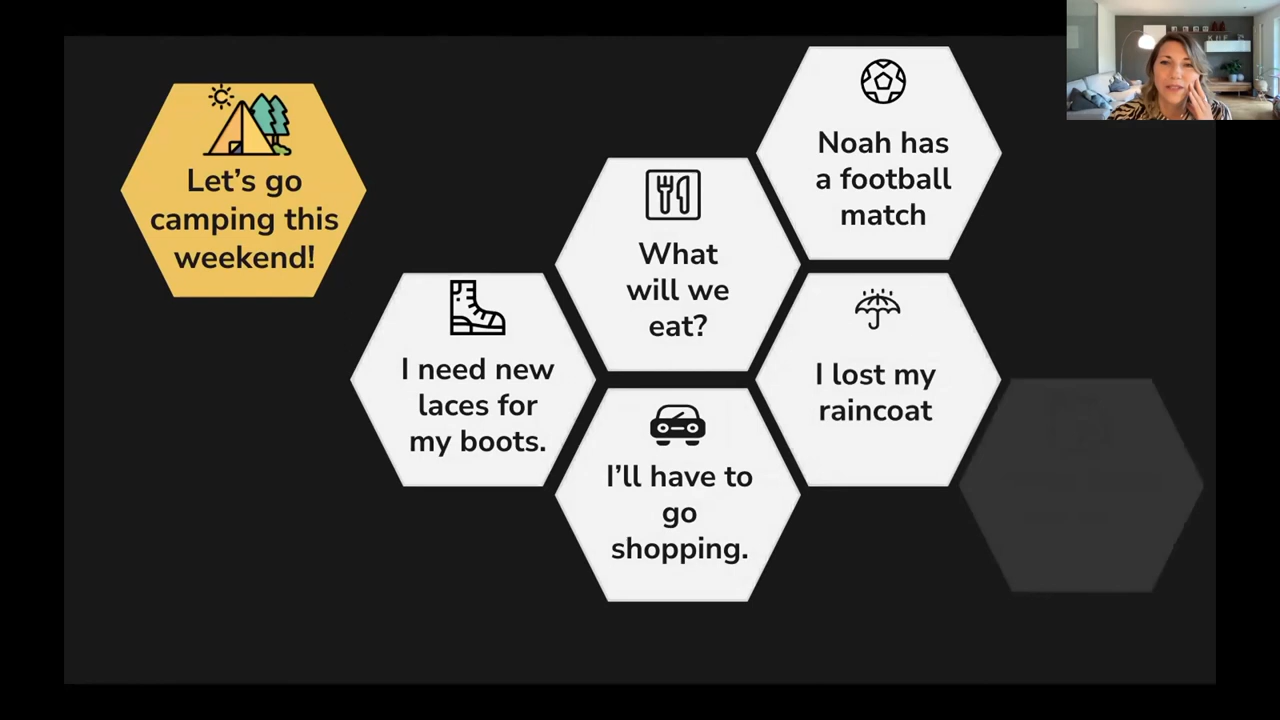 Let's go
camping this
weekend!
Noah has
a football
match
What
will we
eat?
I need new
laces for
my boots.
I lost my
raincoat
I'll have to
go
shopping.